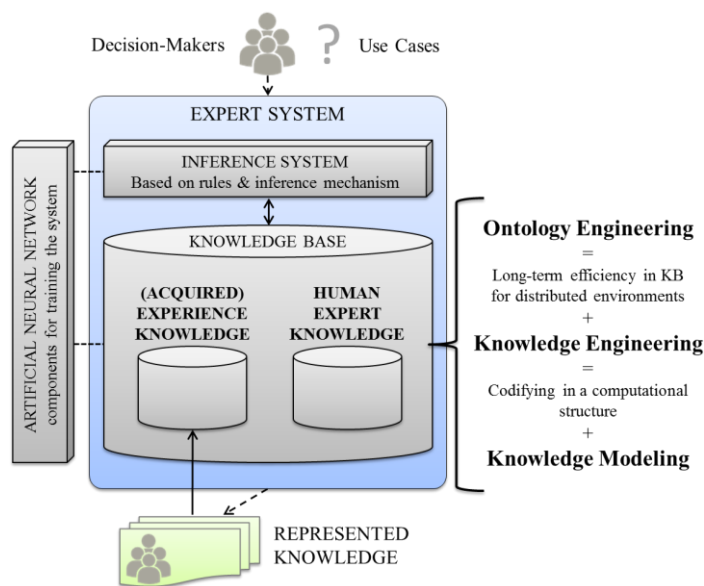 Decision-Makers ? Use Cases
EXPERT SYSTEM
INFERENCE SYSTEM
Based on rules & inference mechanism
KNOWLEDGE BASE
(ACQUIRED)
EXPERIENCE
KNOWLEDGE
HUMAN
EXPERT
KNOWLEDGE
ARTIFICIAL NEURAL NETWORK
components for training the system
Ontology Engineering
=
Long-term efficiency in KB
for distributed environments
+
Knowledge Engineering
=
Codifying in a computational
structure
+
Knowledge Modeling
REPRESENTED
KNOWLEDGE